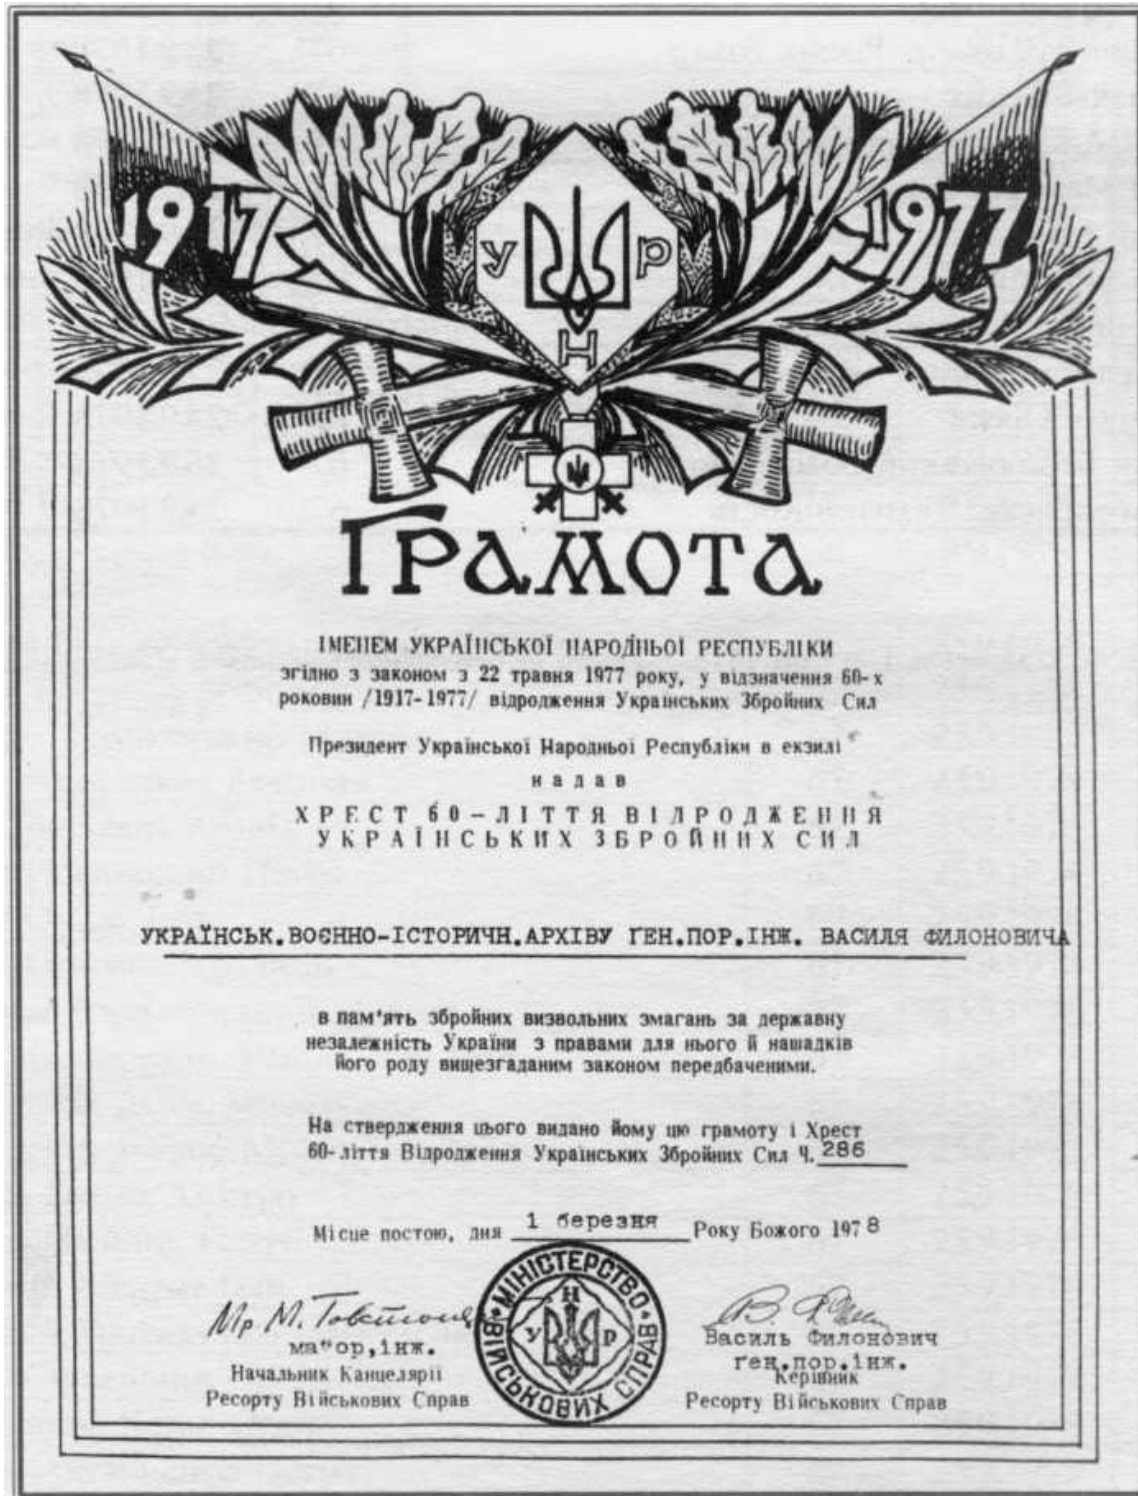 1917 1977
У Р
Н
ГРАМОТА
ІМЕНЕМ УКРАЇНСЬКОЇ НАРОДНЬОЇ РЕСПУБЛІКИ
згідно з законом з 22 травня 1977 року, у відзначення 60-х
роковин /1917-1977/ відродження Українських Збройних Сил
Президент Української Народньої Республіки в екзилі
надав
ХРЕСТ 60-ЛІТТЯ ВІДРОДЖЕННЯ
УКРАЇНСЬКИХ ЗБРОЙНИХ СИЛ
УКРАЇНСЬК.ВОЄННО-ІСТОРИЧН.АРХІВУ ҐЕН.ПОР.ІНЖ. ВАСИЛЯ ФИЛОНОВИЧА
в пам'ять збройних визвольних змагань за державну
незалежність України з правами для нього й нащадків
його роду вищезгаданим законом передбаченими.
На ствердження цього видано йому цю грамоту і Хрест
60-ліття Відродження Українських Збройних Сил Ч. 286
Місце постою, дня 1 березня Року Божого 1978
МІНІСТЕРСТВО ВІЙСЬКОВИХ СПРАВ
Н
У Р
Мр М.
ма"ор,інж.
Начальник Канцелярії
Ресорту Військових Справ
В.
Василь Филонович
ґен.пор.інж.
Керівник
Ресорту Військових Справ